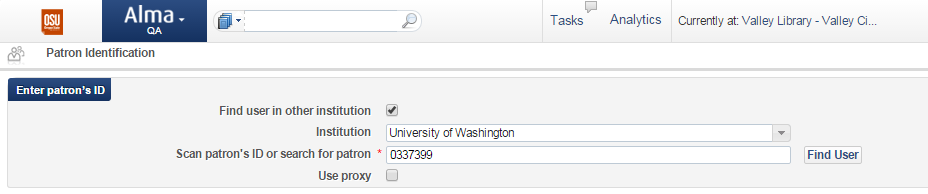 OSU
Alma
QA
Tasks
Analytics
Currently at: Valley Library - Valley Ci...
Patron Identification
Enter patron's ID
Find user in other institution
Institution University of Washington
Scan patron's ID or search for patron * 0337399 Find User
Use proxy